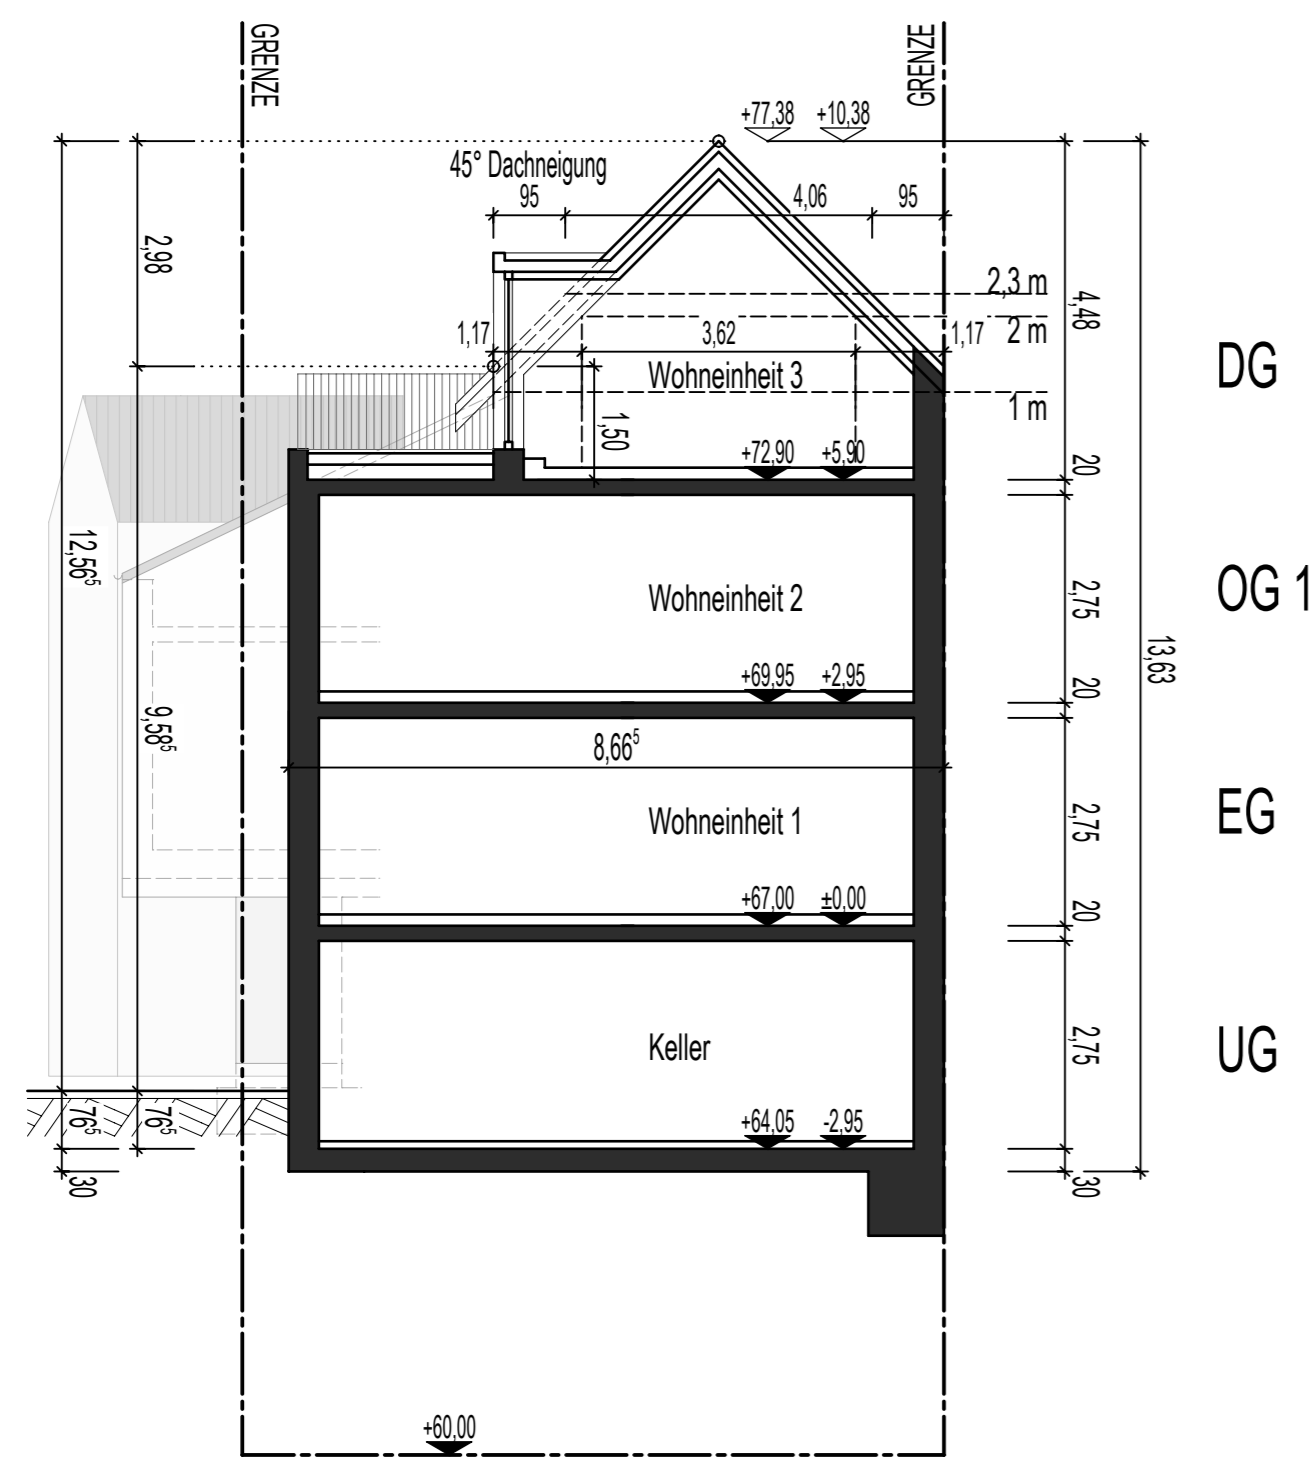 GRENZE
GRENZE
+77,38 +10,38
45° Dachneigung
95 4,06 95
2,98
2,3 m
4,48
1,17 3,62 2 m 1,17
Wohneinheit 3
DG
1 m
1,50
+72,90 +5,90
20
12,56⁵
Wohneinheit 2
2,75
OG 1
13,63
+69,95 +2,95
20
9,58⁵
8,66⁵
Wohneinheit 1
2,75
EG
+67,00 ±0,00
20
Keller
2,75
UG
76⁵ 76⁵
+64,05 -2,95
30
30
+60,00